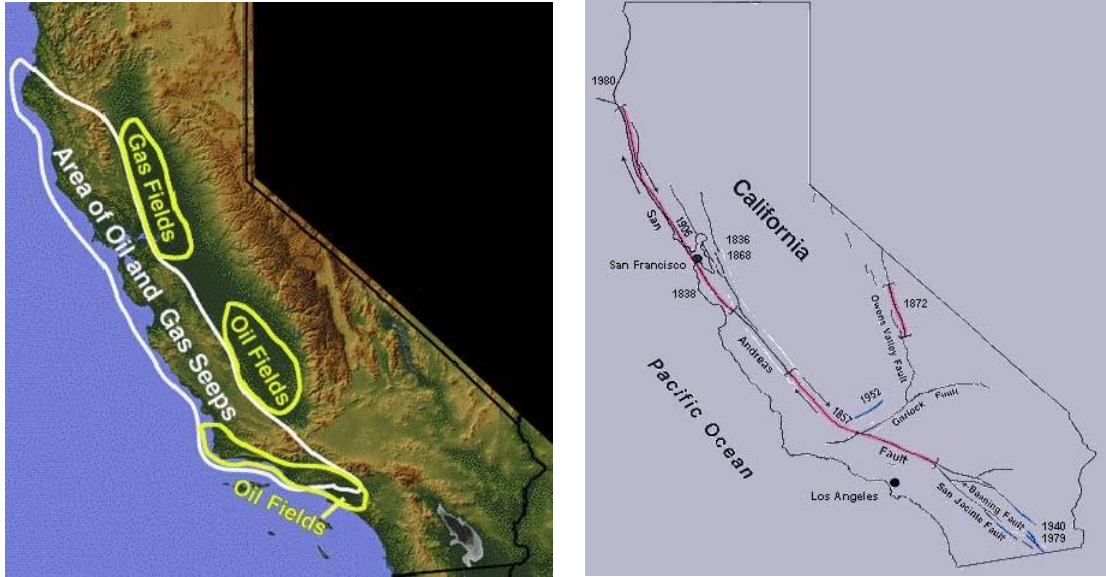 Gas Fields
Area of Oil and Gas Seeps
Oil Fields
Oil Fields
1980
San
1906
California
1836
1868
San Francisco
1838
1872
Owens Valley Fault
Andreas
Pacific Ocean
1952
1857
Garlock Fault
Fault
Los Angeles
Banning Fault
San Jacinto Fault
1940
1979